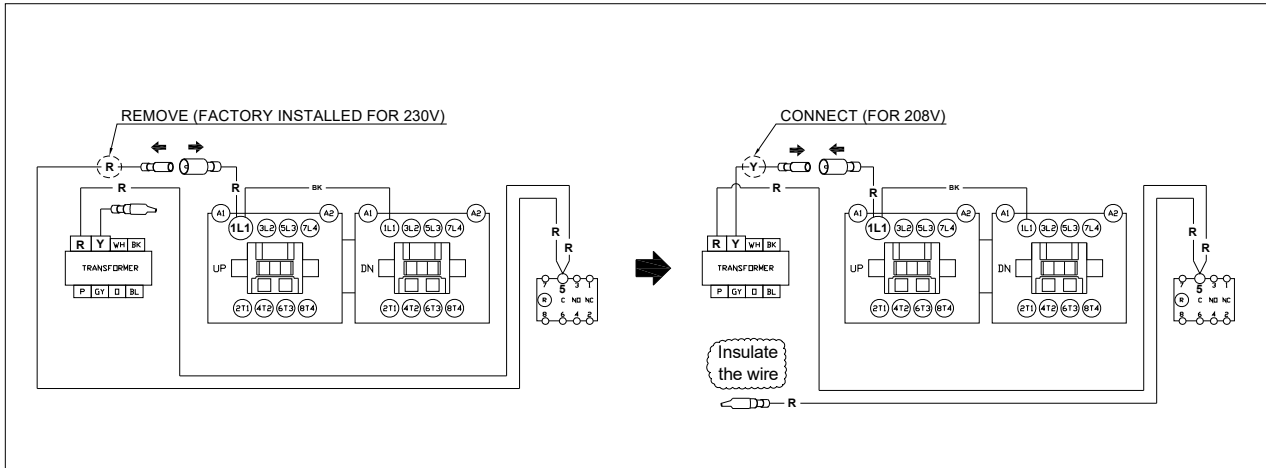 REMOVE (FACTORY INSTALLED FOR 230V)
R
R
R
BK
R Y WH BK
TRANSFORMER
P GY O BL
A1 A2
1L1 3L2 5L3 7L4
UP
2T1 4T2 6T3 8T4
A1 A2
1L1 3L2 5L3 7L4
DN
2T1 4T2 6T3 8T4
R R
7 5 3 1
R C NO NC
8 6 4 2
CONNECT (FOR 208V)
Y
R
R
BK
R Y WH BK
TRANSFORMER
P GY O BL
A1 A2
1L1 3L2 5L3 7L4
UP
2T1 4T2 6T3 8T4
A1 A2
1L1 3L2 5L3 7L4
DN
2T1 4T2 6T3 8T4
R R
7 5 3 1
R C NO NC
8 6 4 2
Insulate
the wire
R